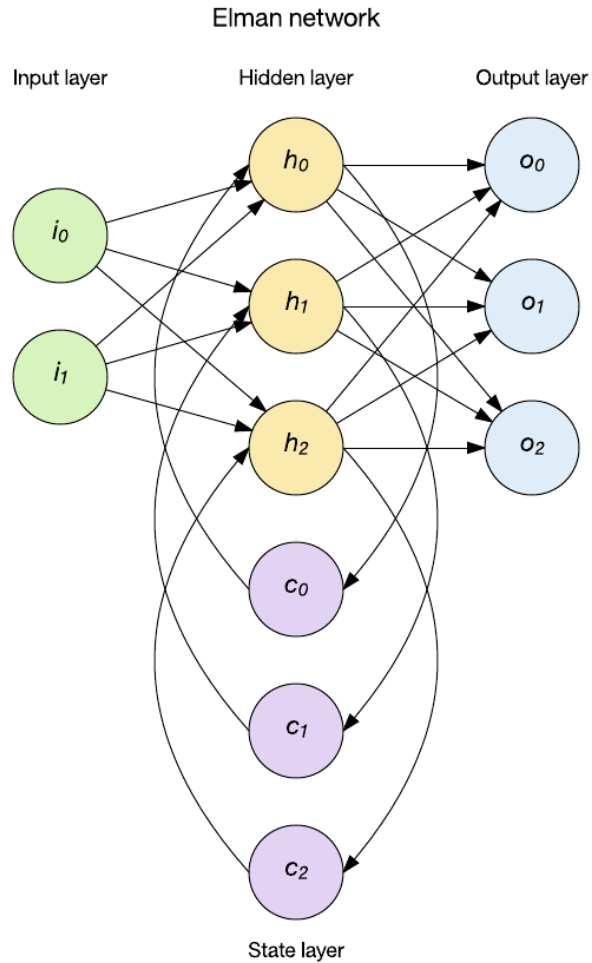 Elman network
Input layer
Hidden layer
Output layer
h0
o0
i0
h1
o1
i1
h2
o2
c0
c1
c2
State layer